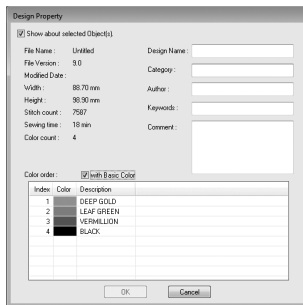 Design Property
Show about selected Object(s).
File Name : Untitled
File Version : 9.0
Modified Date :
Width : 88.70 mm
Height : 98.90 mm
Stitch count : 7587
Sewing time : 18 min
Color count : 4
Design Name :
Category :
Author :
Keywords :
Comment :
Color order : with Basic Color
Index Color Description
1 DEEP GOLD
2 LEAF GREEN
3 VERMILLION
4 BLACK
OK Cancel